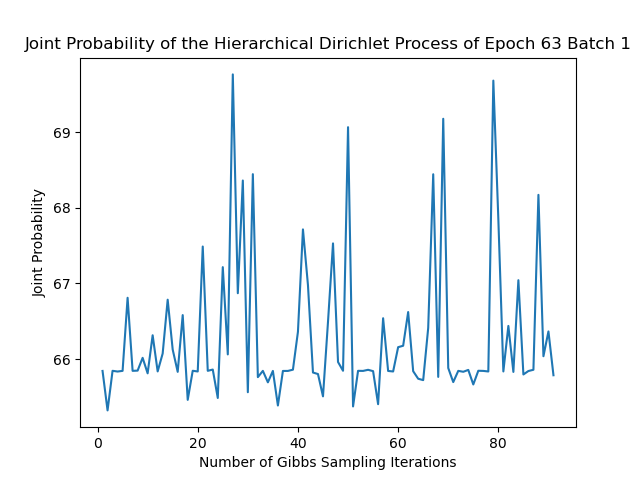 Joint Probability of the Hierarchical Dirichlet Process of Epoch 63 Batch 1
69
68
67
66
Joint Probability
0 20 40 60 80
Number of Gibbs Sampling Iterations